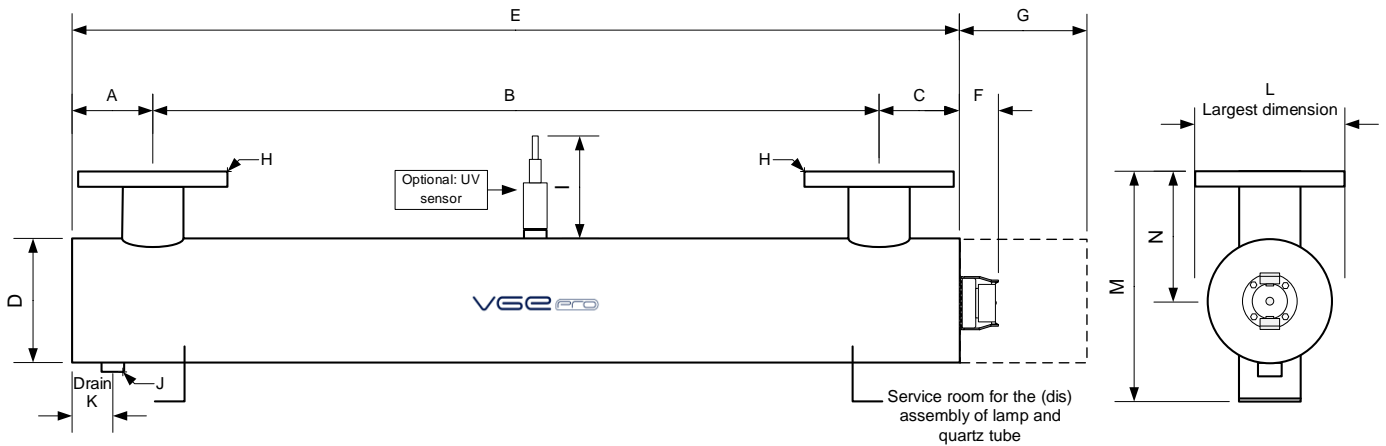 E
G
A
B
C
F
L
Largest dimension
H
H
Optional: UV
sensor
I
N
M
D
VGE PRO
Drain
K
J
Service room for the (dis)
assembly of lamp and
quartz tube